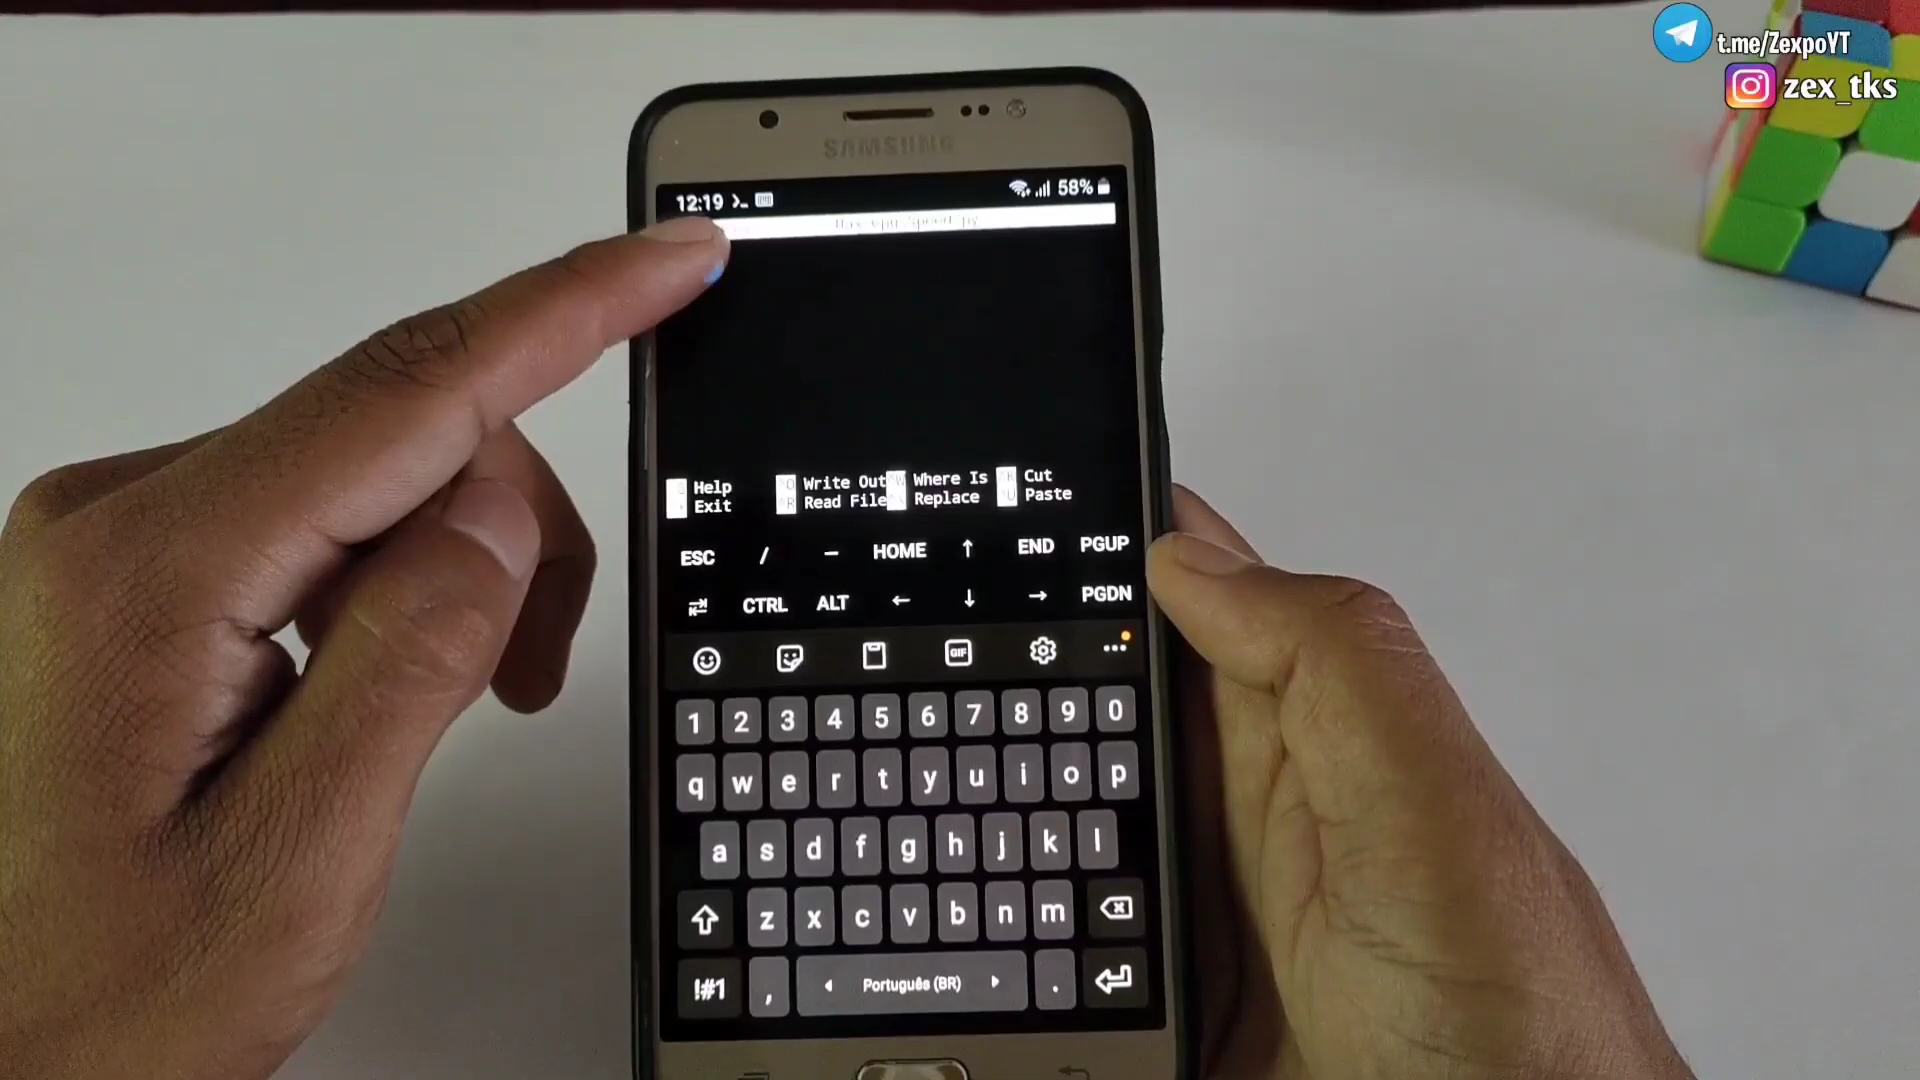 t.me/ZexpoYT
zex_tks
SAMSUNG
12:19
58%
Help
Write Out
Where Is
Cut
Exit
Read File
Replace
Paste
ESC / – HOME ↑ END PGUP
CTRL ALT ← ↓ → PGDN
GIF
1 2 3 4 5 6 7 8 9 0
q w e r t y u i o p
a s d f g h j k l
z x c v b n m
!#1 , Português (BR) .